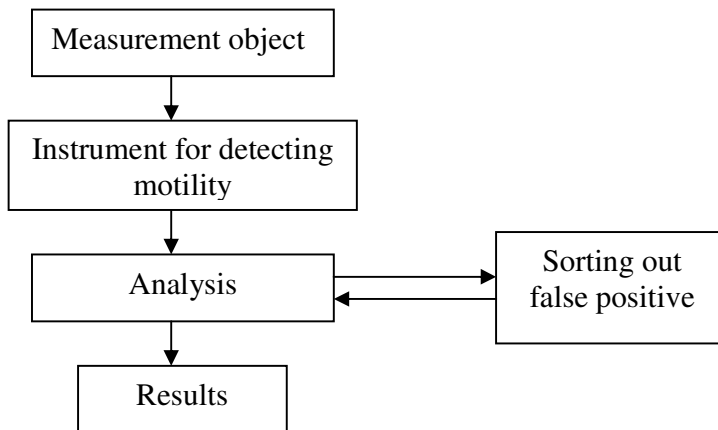 Measurement object
Instrument for detecting
motility
Analysis
Sorting out
false positive
Results